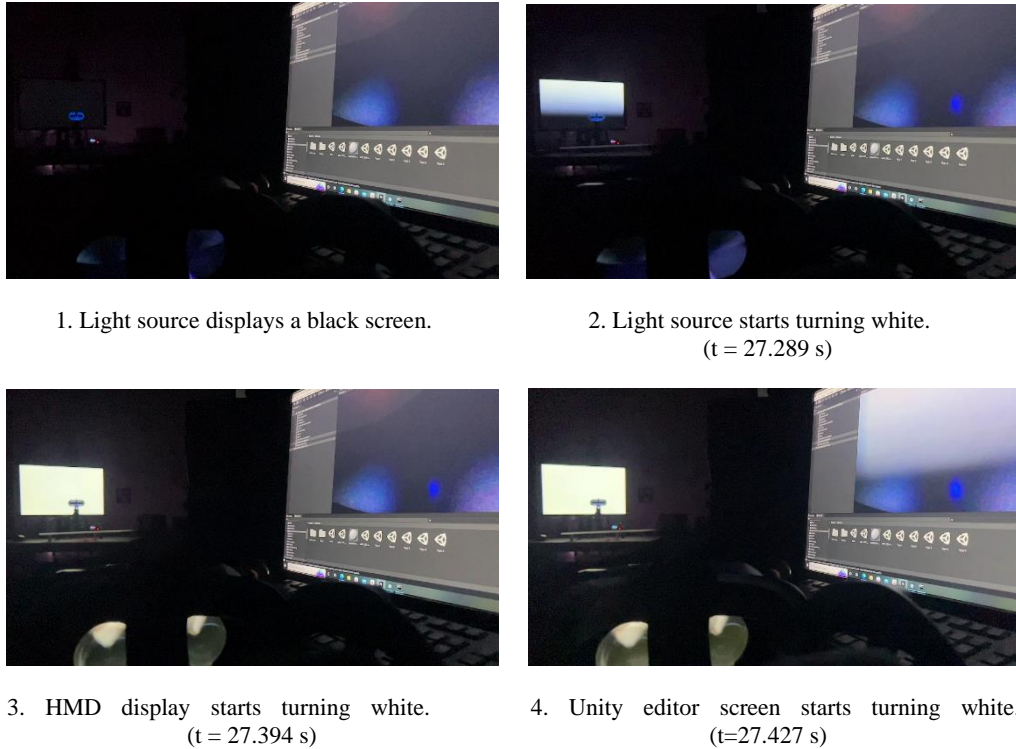 1. Light source displays a black screen.
2. Light source starts turning white.
(t = 27.289 s)
3. HMD display starts turning white.
(t = 27.394 s)
4. Unity editor screen starts turning white.
(t=27.427 s)